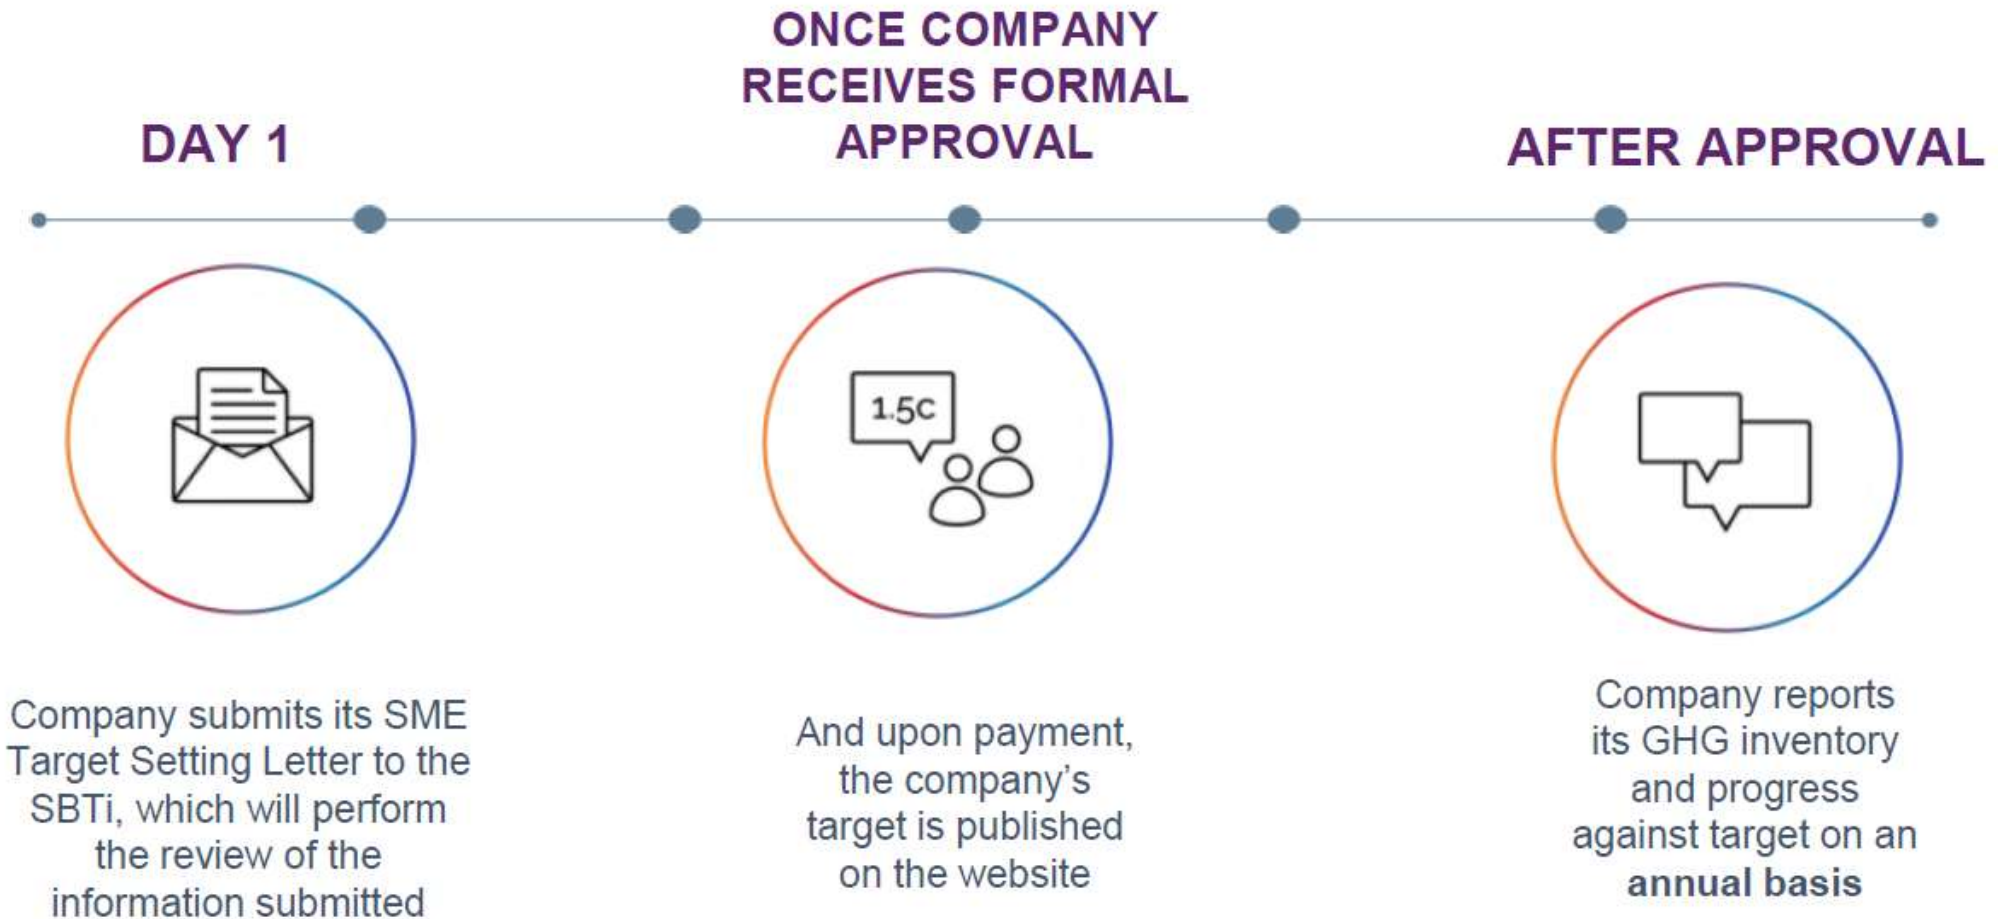 DAY 1
Company submits its SME
Target Setting Letter to the
SBTi, which will perform
the review of the
information submitted
ONCE COMPANY
RECEIVES FORMAL
APPROVAL
1.5C
And upon payment,
the company's
target is published
on the website
AFTER APPROVAL
Company reports
its GHG inventory
and progress
against target on an
annual basis